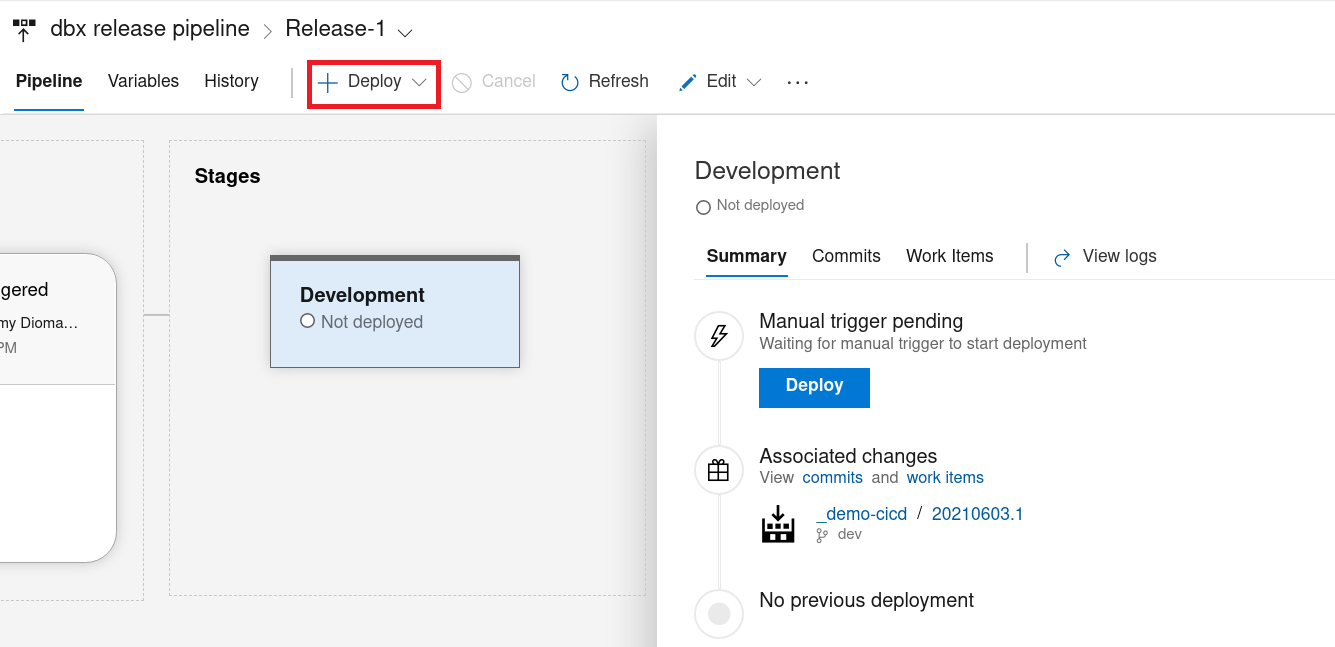 dbx release pipeline > Release-1
Pipeline Variables History Deploy Cancel Refresh Edit ...
Stages
gered
my Dioma...
PM
Development
Not deployed
Development
Not deployed
Summary Commits Work Items View logs
Manual trigger pending
Waiting for manual trigger to start deployment
Deploy
Associated changes
View commits and work items
_demo-cicd / 20210603.1
dev
No previous deployment